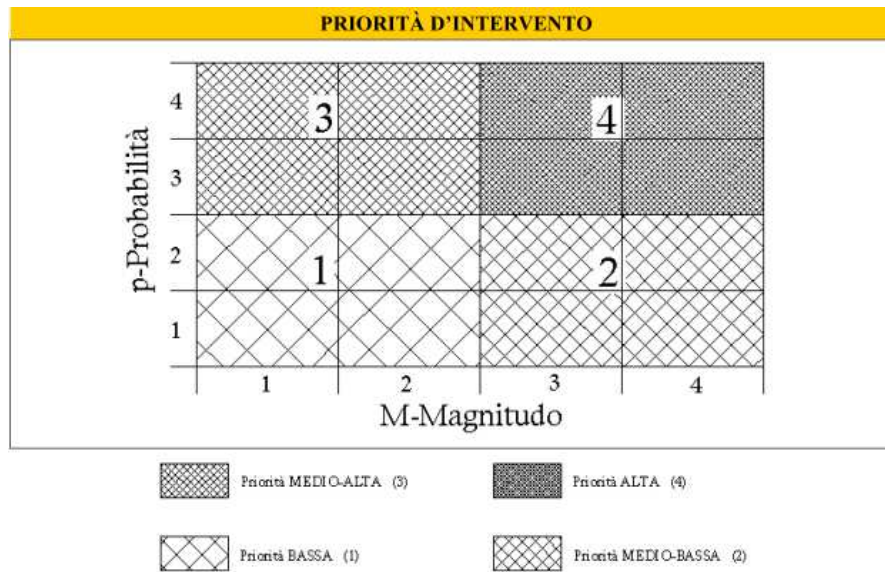 PRIORITÀ D'INTERVENTO
4
3
4
3
p-Probabilità
2
1
2
1
1
2
3
4
M-Magnitudo
Priorità MEDIO-ALTA (3)
Priorità ALTA (4)
Priorità BASSA (1)
Priorità MEDIO-BASSA (2)